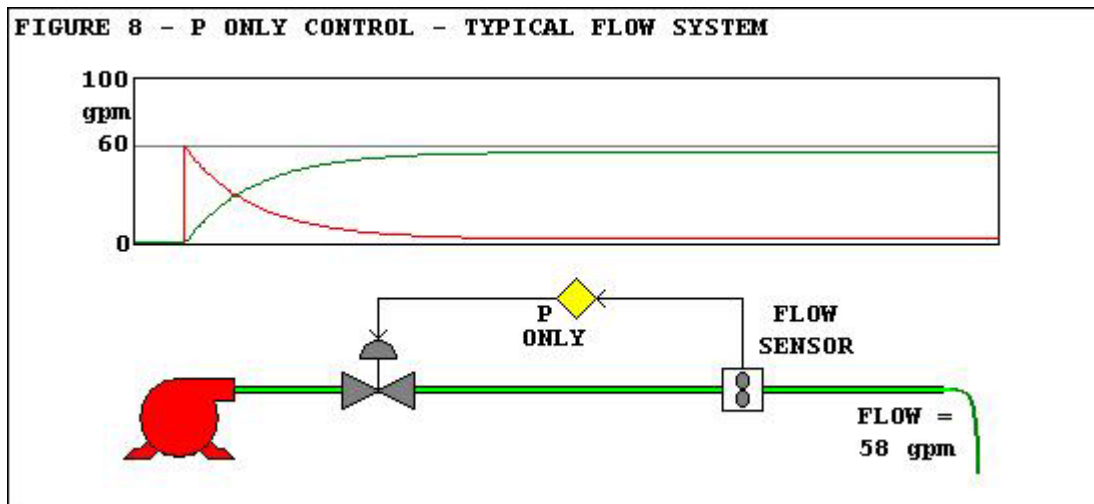 FIGURE 8 - P ONLY CONTROL - TYPICAL FLOW SYSTEM
100
gpm
60
0
P
ONLY
FLOW
SENSOR
FLOW =
58 gpm